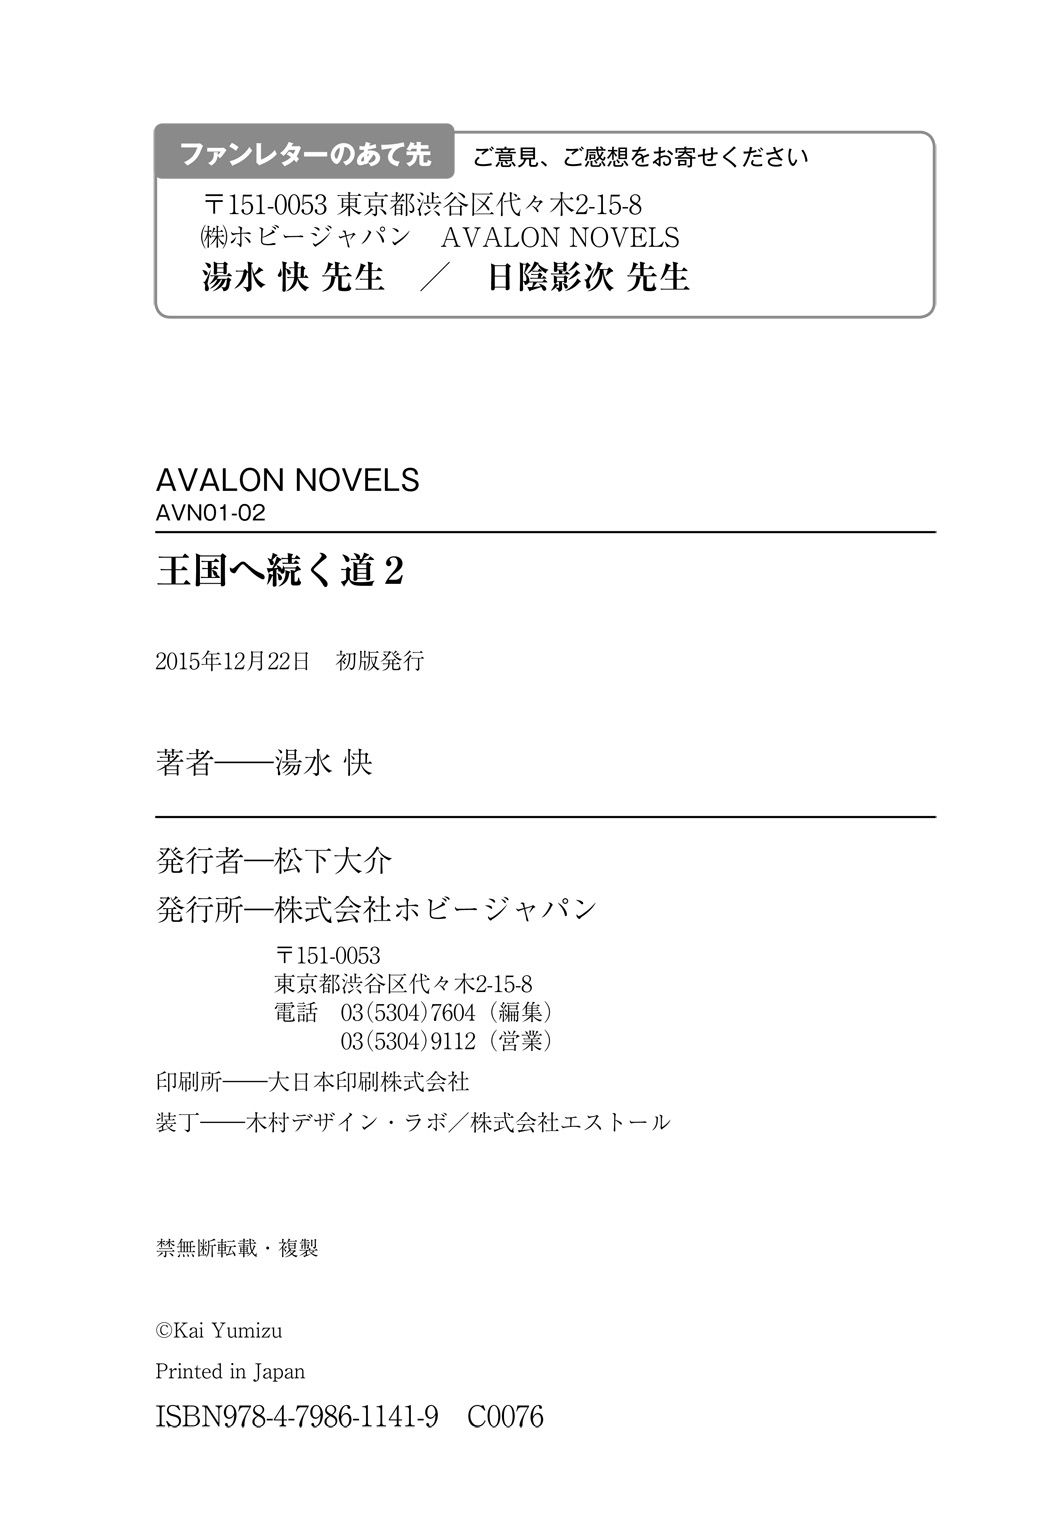 ファンレターのあて先　ご意見、ご感想をお寄せください
〒151-0053 東京都渋谷区代々木2-15-8
㈱ホビージャパン　AVALON NOVELS
湯水 快 先生　／　日陰影次 先生
AVALON NOVELS
AVN01-02
王国へ続く道２
2015年12月22日　初版発行
著者――湯水 快
発行者―松下大介
発行所―株式会社ホビージャパン
〒151-0053
東京都渋谷区代々木2-15-8
電話　03(5304)7604（編集）
03(5304)9112（営業）
印刷所――大日本印刷株式会社
装丁――木村デザイン・ラボ／株式会社エストール
禁無断転載・複製
©Kai Yumizu
Printed in Japan
ISBN978-4-7986-1141-9　C0076